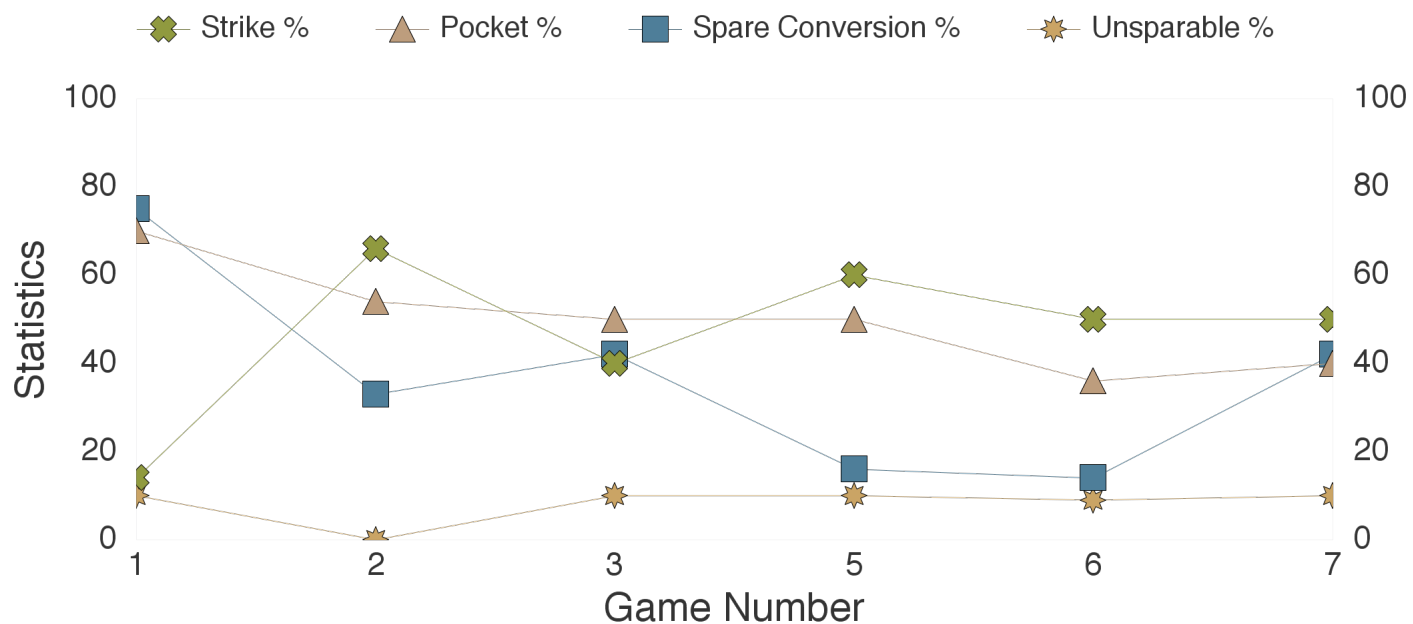 Strike % Pocket % Spare Conversion % Unsparable %
100 100
80 80
60 60
40 40
20 20
0 0
Statistics
1 2 3 5 6 7
Game Number